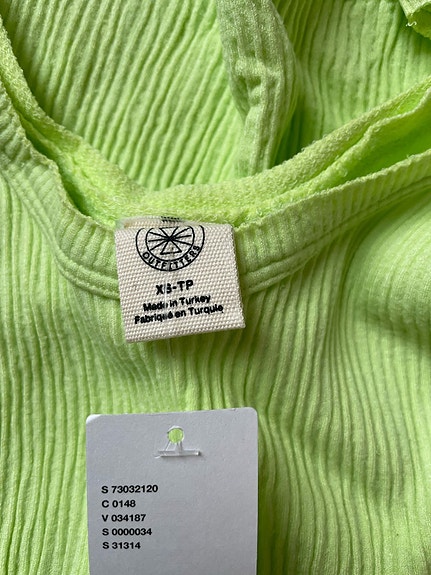 OUTFITTERS
XS-TP
Made in Turkey
Fabriqué en Turquie
S 73032120
C 0148
V 034187
S 0000034
S 31314